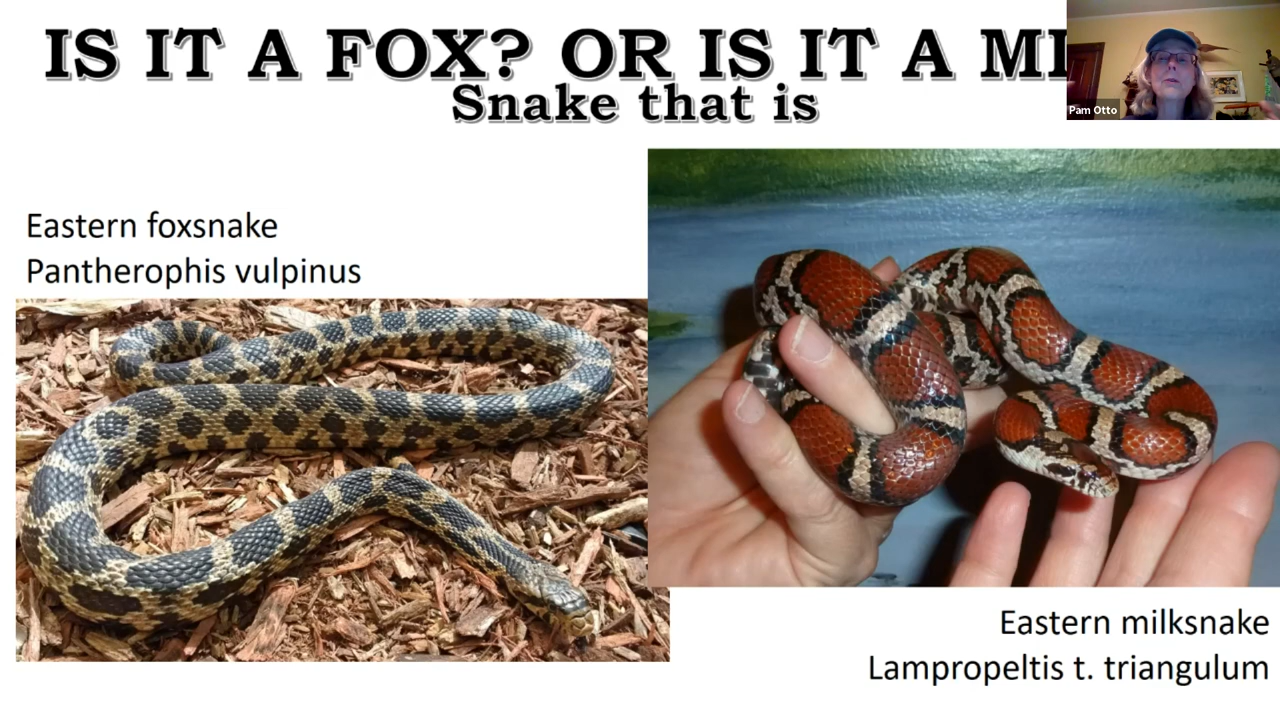 IS IT A FOX? OR IS IT A MI
Snake that is
Pam Otto
Eastern foxsnake
Pantherophis vulpinus
Eastern milksnake
Lampropeltis t. triangulum